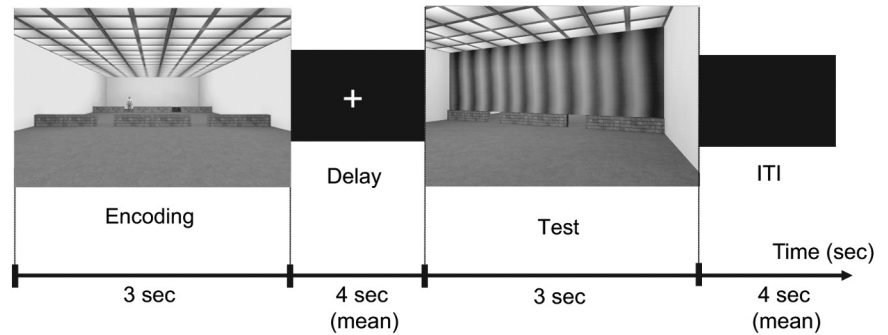 Encoding
Delay
Test
ITI
Time (sec)
3 sec
4 sec
(mean)
3 sec
4 sec
(mean)